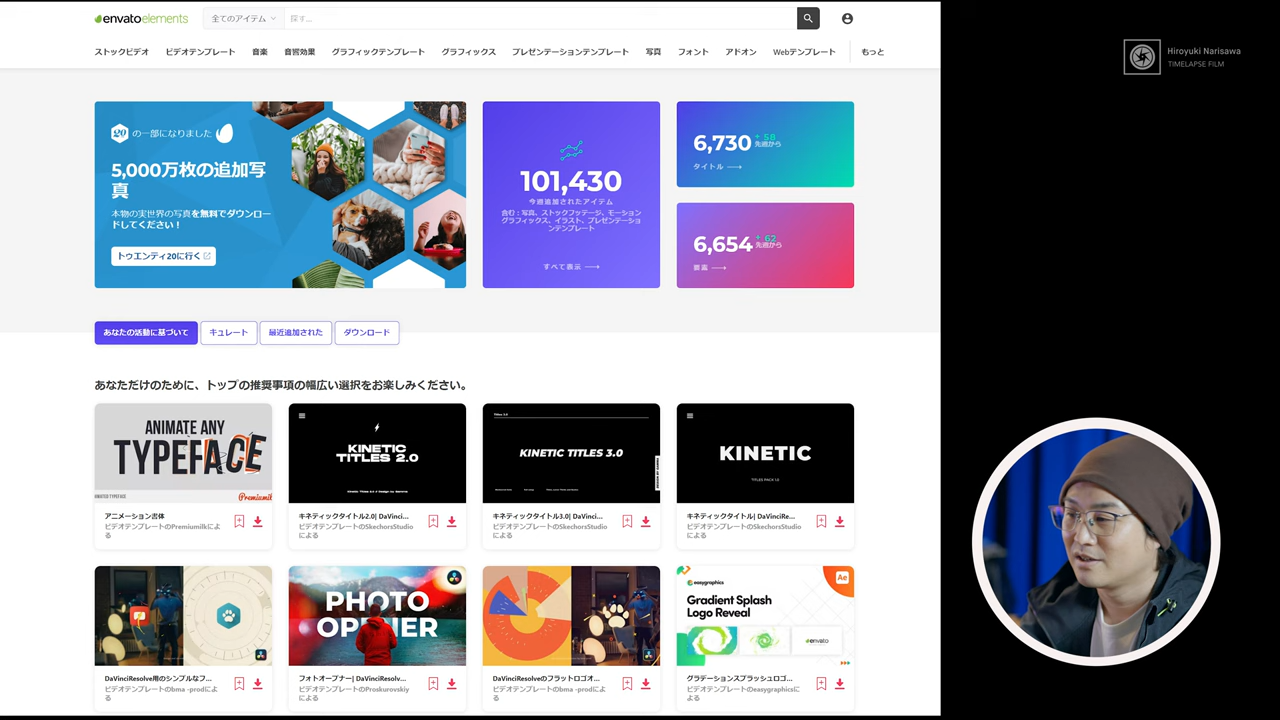 envatoelements
全てのアイテム
探す...
ストックビデオ
ビデオテンプレート
音楽
音響効果
グラフィックテンプレート
グラフィックス
プレゼンテーションテンプレート
写真
フォント
アドオン
Webテンプレート
もっと
Hiroyuki Narisawa
TIMELAPSE FILM
20 の一部になりました
5,000万枚の追加写
真
本物の実世界の写真を無料でダウンロー
ドしてください！
トゥエンティ20に行く
101,430
今週追加されたアイテム
含む：写真、ストックフッテージ、モーション
グラフィックス、イラスト、プレゼンテーショ
ンテンプレート
すべて表示
6,730 + 58
先週から
タイトル
6,654 + 62
先週から
要素
あなたの活動に基づいて
キュレート
最近追加された
ダウンロード
あなただけのために、トップの推奨事項の幅広い選択をお楽しみください。
ANIMATE ANY
TYPEFACE
Premiumil
アニメーション書体
ビデオテンプレートのPremiumilkによ
る
KINETIC
TITLES 2.0
キネティックタイトル2.0| DaVinci...
ビデオテンプレートのSkechorsStudio
による
Titles 3.0
KINETIC TITLES 3.0
キネティックタイトル3.0| DaVinci...
ビデオテンプレートのSkechorsStudio
による
KINETIC
TITLES PACK 1.0
キネティックタイトル| DaVinciRe...
ビデオテンプレートのSkechorsStudio
による
DaVinciResolve用のシンプルなフ...
ビデオテンプレートのbma -prodによ
る
PHOTO
OPENER
フォトオープナー| DaVinciResolv...
ビデオテンプレートのProskurovskiy
による
DaVinciResolveのフラットロゴオ...
ビデオテンプレートのbma -prodによ
る
easygraphics
Ae
Gradient Splash
Logo Reveal
envato
グラデーションスプラッシュロゴ...
ビデオテンプレートのeasygraphicsに
よる